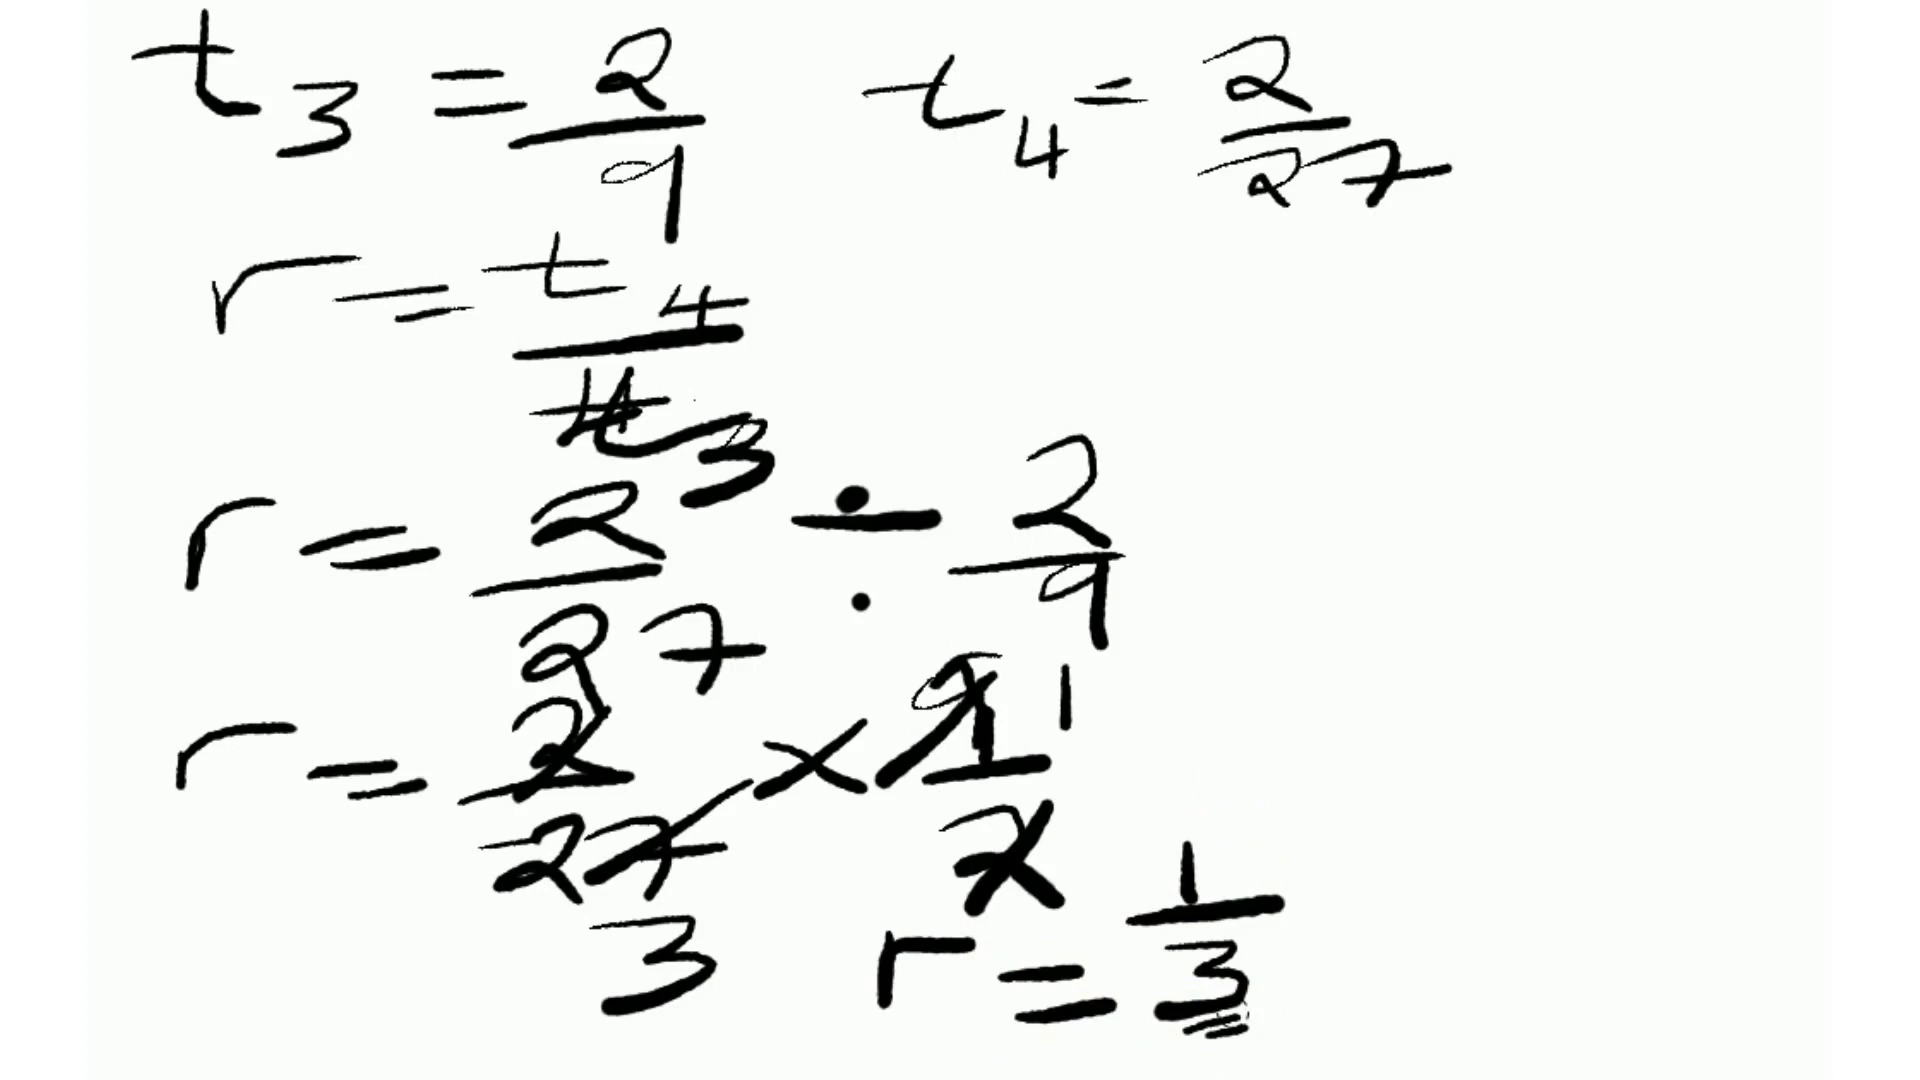 t₃ = 2/9 t₄ = 2/27
r = t₄/t₃
r = 2/27 ÷ 2/9
r = 2/27 × 9/2 1
3 r = 1/3